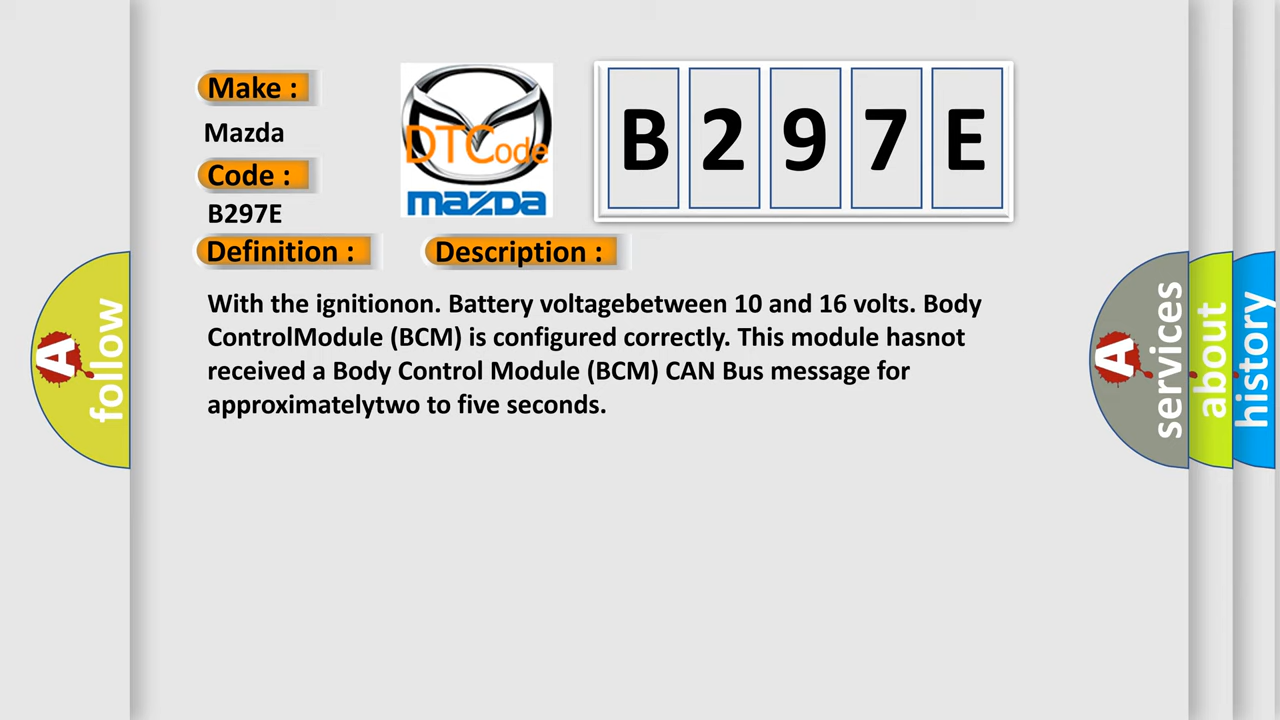 Make :
Mazda
Code :
B297E
Definition :
Description :
With the ignitionon. Battery voltagebetween 10 and 16 volts. Body
ControlModule (BCM) is configured correctly. This module hasnot
received a Body Control Module (BCM) CAN Bus message for
approximatelytwo to five seconds.
DTCode
mazda
B 2 9 7 E
A follow
A services
about
history